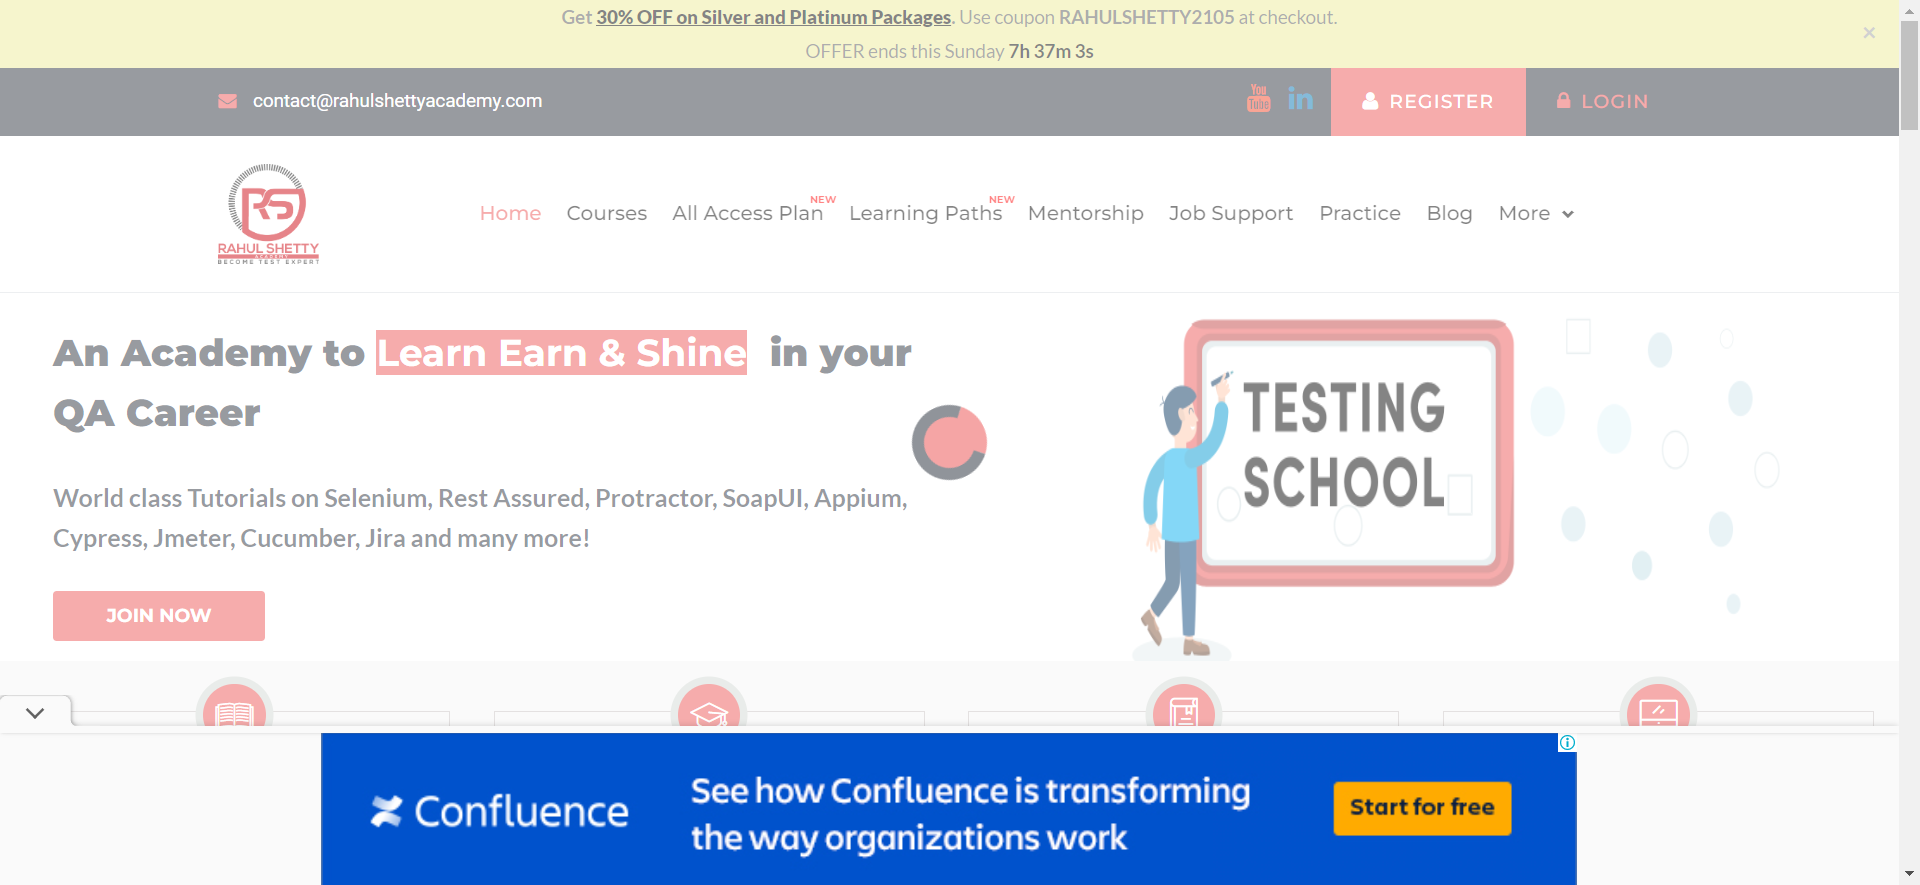 Get 30% OFF on Silver and Platinum Packages. Use coupon RAHULSHETTY2105 at checkout.
OFFER ends this Sunday 7h 37m 3s
×
contact@rahulshettyacademy.com
You
Tube
in
REGISTER
LOGIN
RS
RAHUL SHETTY
ACADEMY
BECOME TEST EXPERT
Home
Courses
All Access Plan NEW
Learning Paths NEW
Mentorship
Job Support
Practice
Blog
More
An Academy to Learn Earn & Shine in your
QA Career
World class Tutorials on Selenium, Rest Assured, Protractor, SoapUI, Appium,
Cypress, Jmeter, Cucumber, Jira and many more!
JOIN NOW
TESTING
SCHOOL
Confluence
See how Confluence is transforming
the way organizations work
Start for free